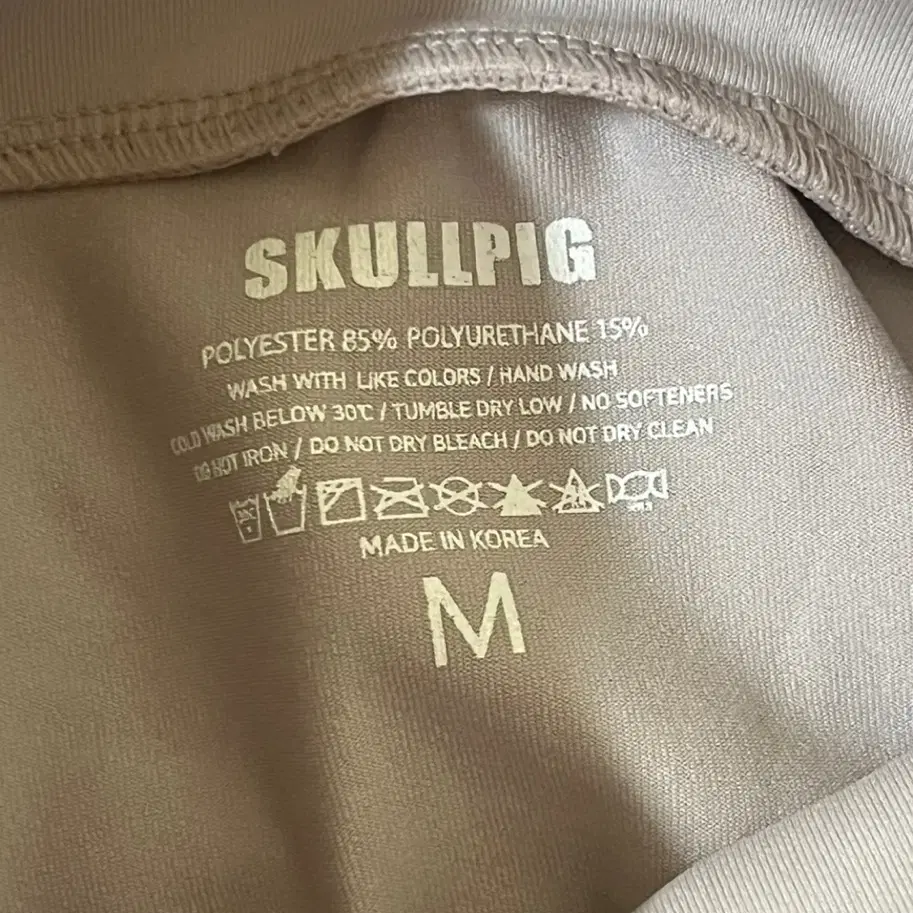 SKULLPIG
POLYESTER 85% POLYURETHANE 15%
WASH WITH LIKE COLORS / HAND WASH
COLD WASH BELOW 30℃ / TUMBLE DRY LOW / NO SOFTENERS
DO NOT IRON / DO NOT DRY BLEACH / DO NOT DRY CLEAN
MADE IN KOREA
M